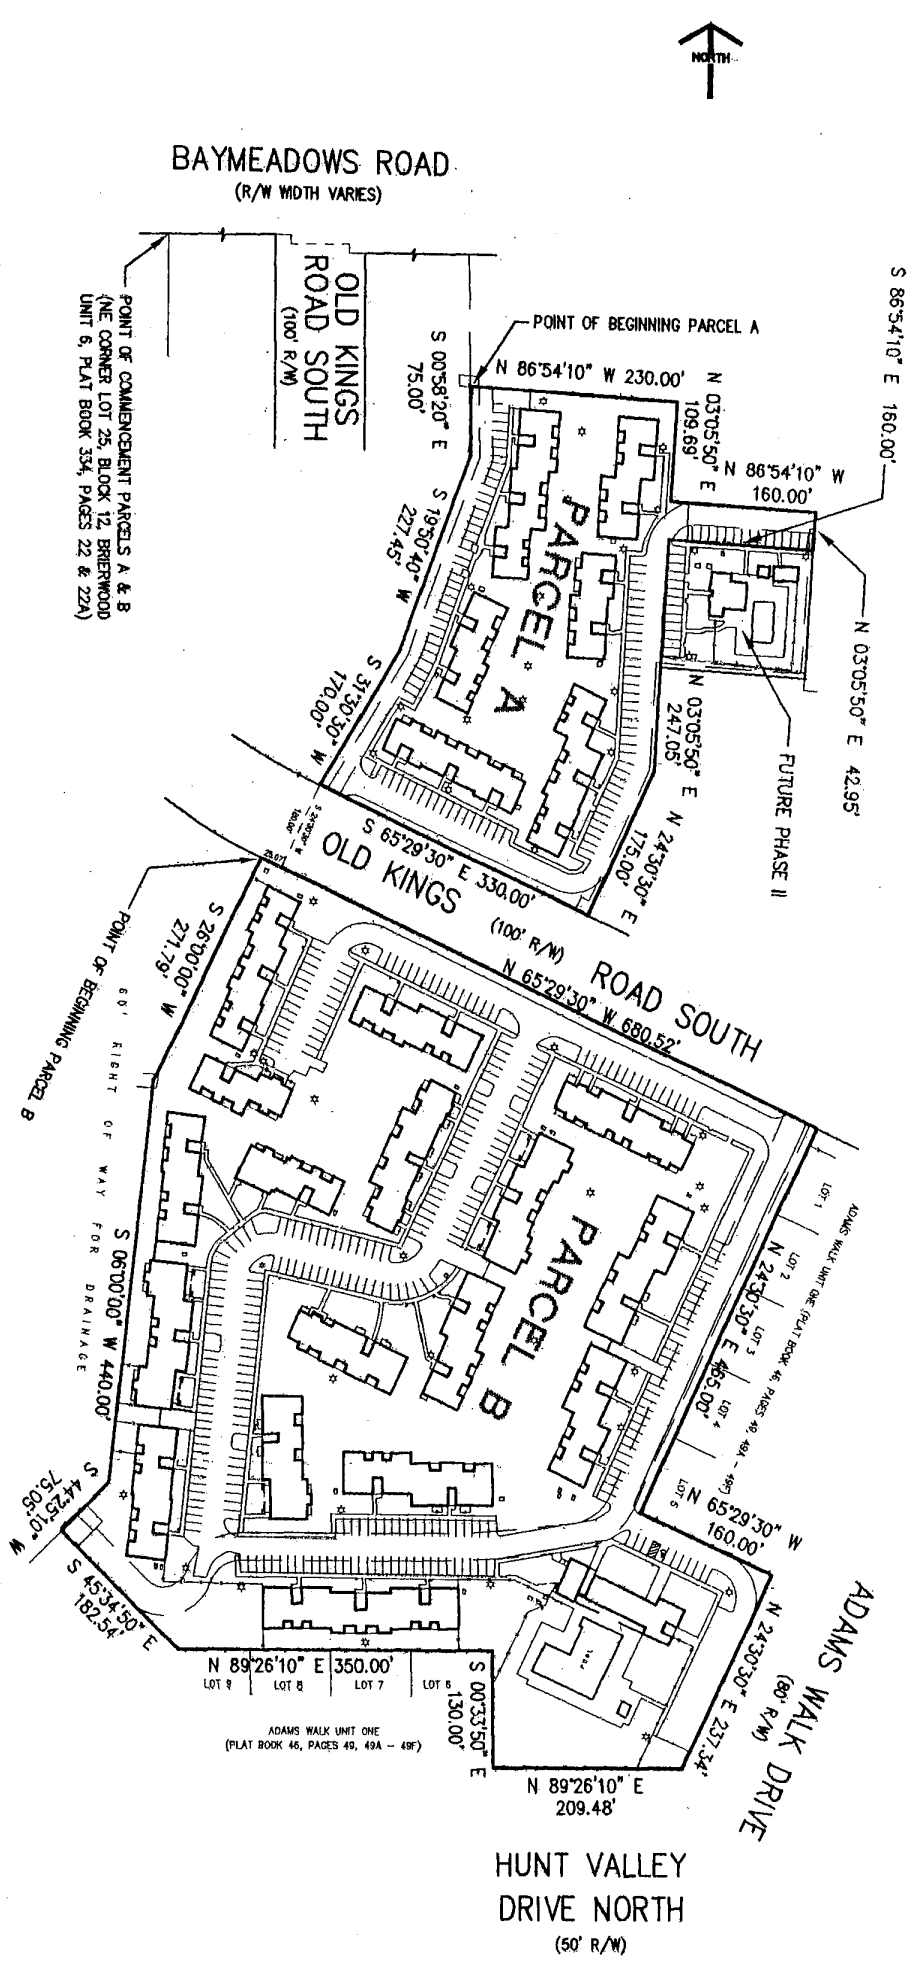 NORTH
BAYMEADOWS ROAD
(R/W WIDTH VARIES)
OLD KINGS
ROAD SOUTH
(100' R/W)
POINT OF COMMENCEMENT PARCELS A & B
(NE CORNER LOT 25, BLOCK 12, BRIERWOOD
UNIT 6, PLAT BOOK 334, PAGES 22 & 22A)
POINT OF BEGINNING PARCEL A
S 86°54'10" E 160.00'
S 00°58'20" E
75.00'
N 86°54'10" W 230.00'
N 03°05'50" E
109.69'
N 86°54'10" W
160.00'
N 03°05'50" E 42.95'
FUTURE PHASE II
PARCEL A
S 19°50'40" W
227.45'
S 31°30'30" W
170.00'
N 03°05'50" E
247.05'
N 24°30'30" E
175.00'
S 65°29'30" E 330.00'
S 24°30'30" W
100.00'
OLD KINGS
(100' R/W)
ROAD SOUTH
N 65°29'30" W 680.52'
POINT OF BEGINNING PARCEL B
S 26°00'00" W
271.79'
60' RIGHT OF WAY FOR DRAINAGE
S 06°00'00" W 440.00'
PARCEL B
LOT 1
LOT 2
LOT 3
LOT 4
LOT 5
ADAMS WALK UNIT ONE (PLAT BOOK 46, PAGES 49, 49A - 49F)
N 24°30'30" E 465.00'
N 65°29'30" W
160.00'
S 44°25'10" W
75.05'
S 45°34'50" E
182.54'
N 89°26'10" E 350.00'
LOT 9
LOT 8
LOT 7
LOT 6
ADAMS WALK UNIT ONE
(PLAT BOOK 46, PAGES 49, 49A - 49F)
S 00°33'50" E
130.00'
POOL
N 24°30'30" E 237.34'
ADAMS WALK DRIVE
(80' R/W)
N 89°26'10" E
209.48'
HUNT VALLEY
DRIVE NORTH
(50' R/W)